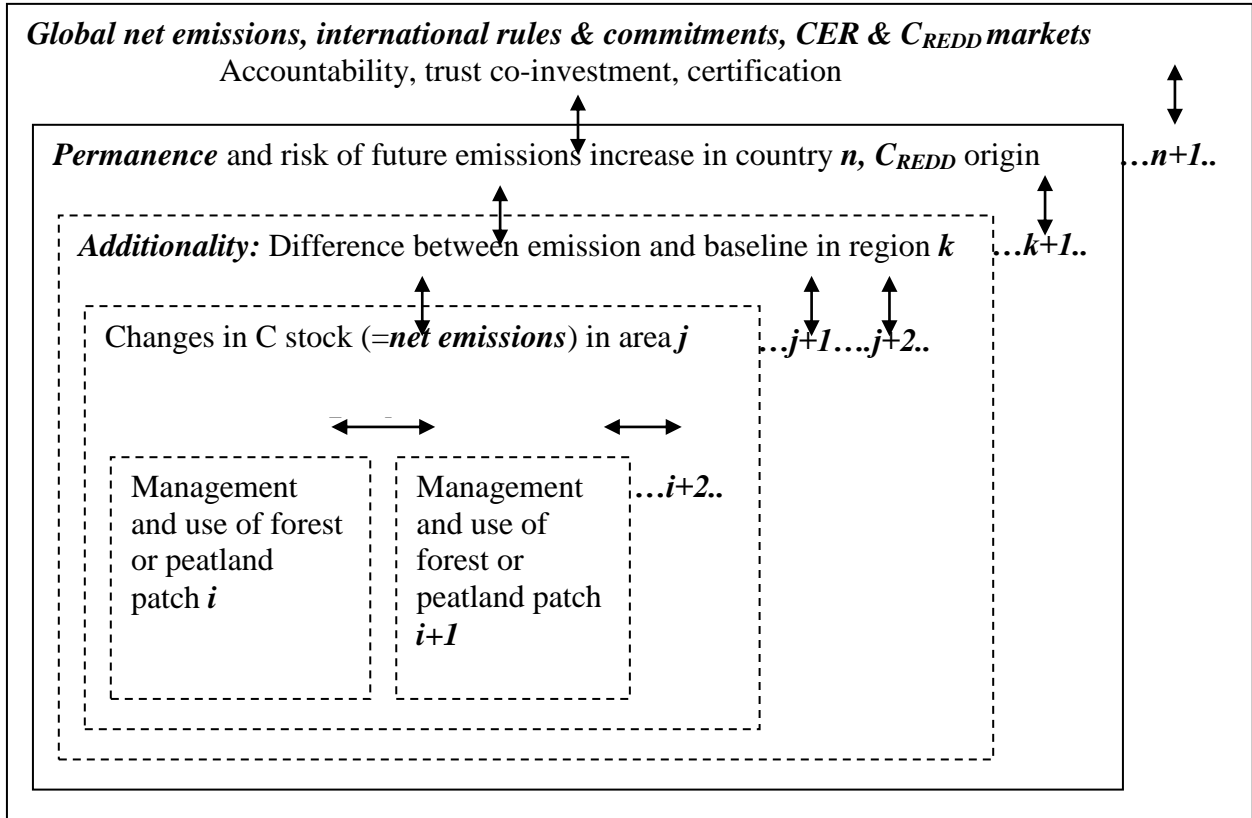 Global net emissions, international rules & commitments, CER & C_REDD markets
Accountability, trust co-investment, certification
Permanence and risk of future emissions increase in country n, C_REDD origin
…n+1..
Additionality: Difference between emission and baseline in region k
…k+1..
Changes in C stock (=net emissions) in area j
…j+1….j+2..
Management
and use of forest
or peatland
patch i
Management
and use of
forest or
peatland patch
i+1
…i+2..